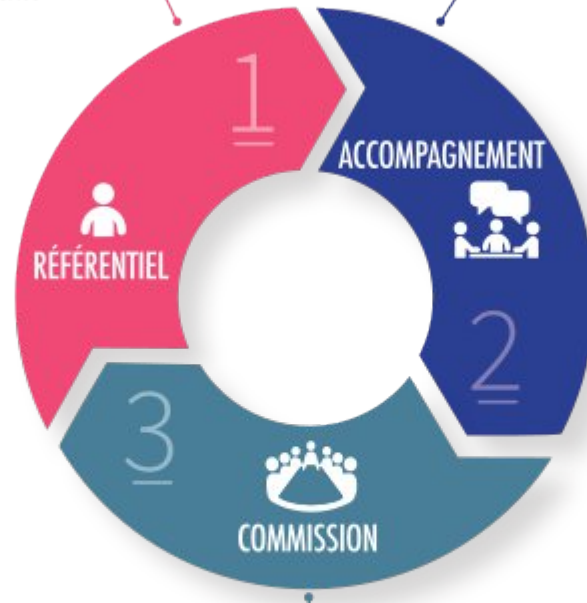 1
RÉFÉRENTIEL
ACCOMPAGNEMENT
2
3
COMMISSION